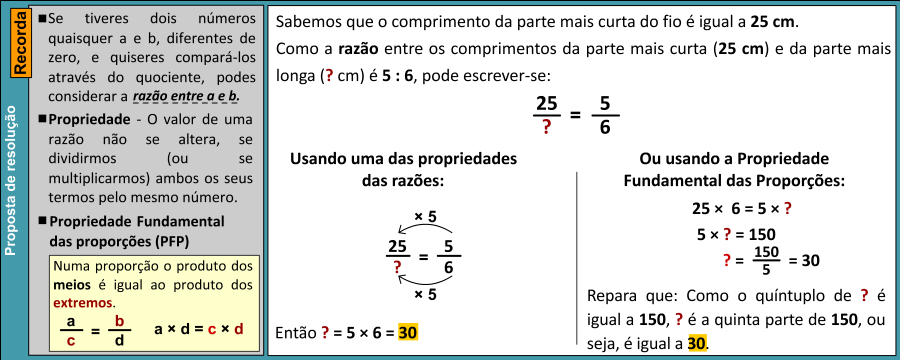 Proposta de resolução
Recorda
■Se tiveres dois números
quaisquer a e b, diferentes de
zero, e quiseres compará-los
através do quociente, podes
considerar a razão entre a e b.
■Propriedade - O valor de uma
razão não se altera, se
dividirmos (ou se
multiplicarmos) ambos os seus
termos pelo mesmo número.
■Propriedade Fundamental
das proporções (PFP)
Numa proporção o produto dos
meios é igual ao produto dos
extremos.
a/c = b/d a × d = c × d
Sabemos que o comprimento da parte mais curta do fio é igual a 25 cm.
Como a razão entre os comprimentos da parte mais curta (25 cm) e da parte mais
longa (? cm) é 5 : 6, pode escrever-se:
25/? = 5/6
Usando uma das propriedades
das razões:
× 5
25/? = 5/6
× 5
Então ? = 5 × 6 = 30
Ou usando a Propriedade
Fundamental das Proporções:
25 × 6 = 5 × ?
5 × ? = 150
? = 150/5 = 30
Repara que: Como o quíntuplo de ? é
igual a 150, ? é a quinta parte de 150, ou
seja, é igual a 30.